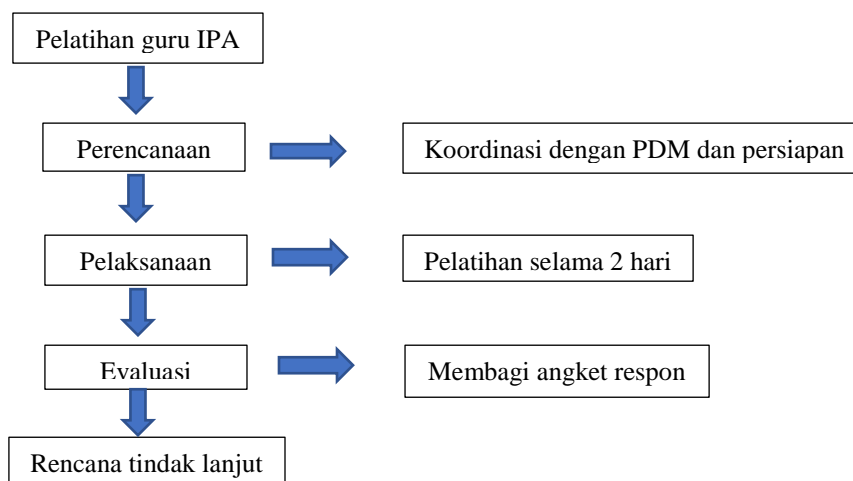 Pelatihan guru IPA
Perencanaan
Koordinasi dengan PDM dan persiapan
Pelaksanaan
Pelatihan selama 2 hari
Evaluasi
Membagi angket respon
Rencana tindak lanjut